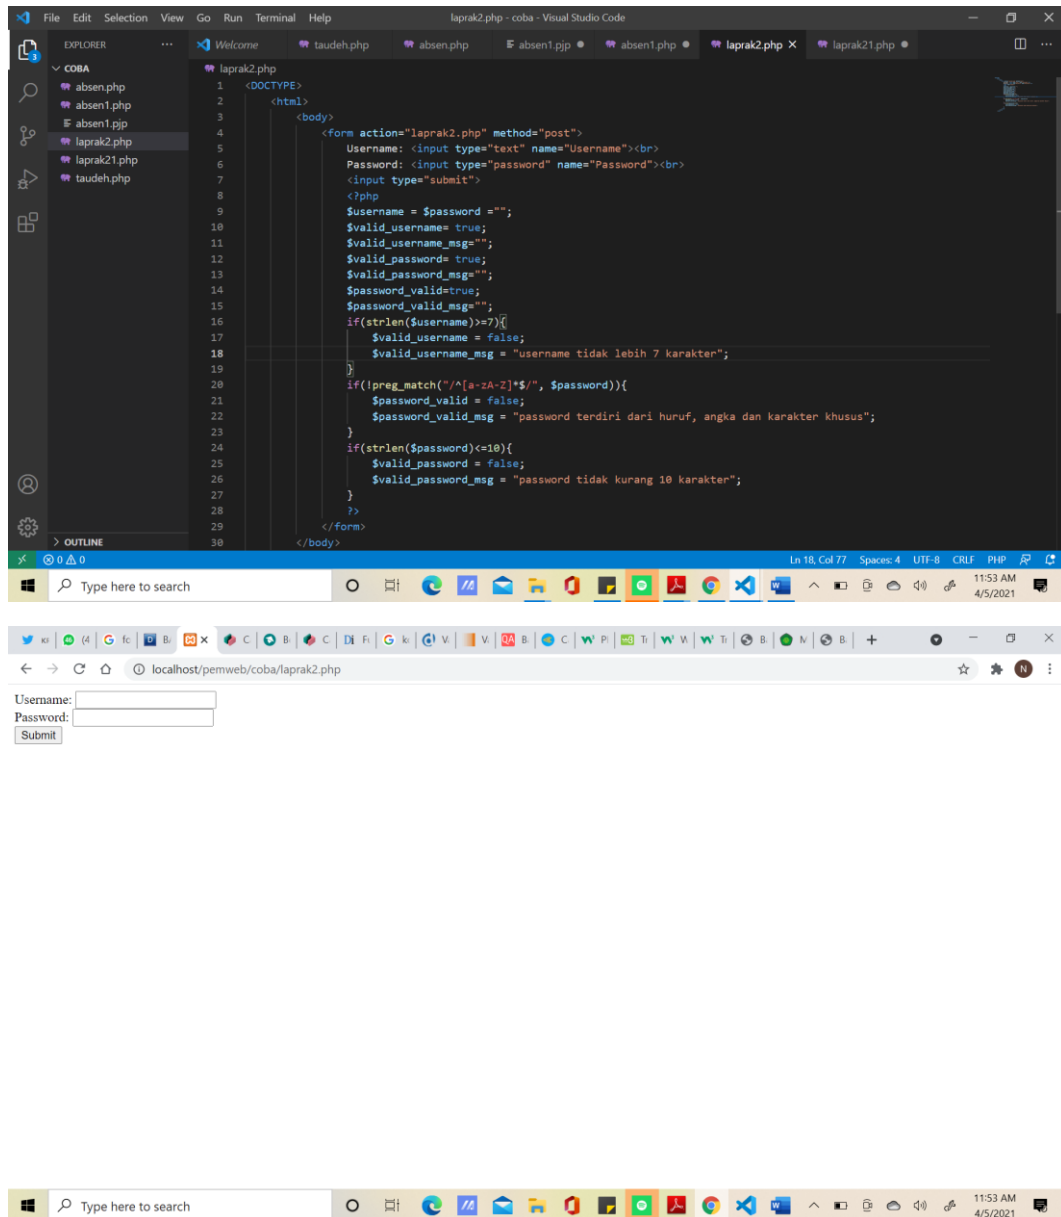 File Edit Selection View Go Run Terminal Help laprak2.php - coba - Visual Studio Code
EXPLORER ... Welcome taudeh.php absen.php absen1.pjp absen1.php laprak2.php laprak21.php
COBA
absen.php
absen1.php
absen1.pjp
laprak2.php
laprak21.php
taudeh.php
OUTLINE
3
laprak2.php
1 <DOCTYPE>
2 <html>
3 <body>
4 <form action="laprak2.php" method="post">
5 Username: <input type="text" name="Username"><br>
6 Password: <input type="password" name="Password"><br>
7 <input type="submit">
8 <?php
9 $username = $password ="";
10 $valid_username= true;
11 $valid_username_msg="";
12 $valid_password= true;
13 $valid_password_msg="";
14 $password_valid=true;
15 $password_valid_msg="";
16 if(strlen($username)>=7){
17 $valid_username = false;
18 $valid_username_msg = "username tidak lebih 7 karakter";
19 }
20 if(!preg_match("/^[a-zA-Z]*$/", $password)){
21 $password_valid = false;
22 $password_valid_msg = "password terdiri dari huruf, angka dan karakter khusus";
23 }
24 if(strlen($password)<=10){
25 $valid_password = false;
26 $valid_password_msg = "password tidak kurang 10 karakter";
27 }
28 ?>
29 </form>
30 </body>
0 0 Ln 18, Col 77 Spaces: 4 UTF-8 CRLF PHP
Type here to search 11:53 AM
4/5/2021
localhost/pemweb/coba/laprak2.php N
Username:
Password:
Submit
Type here to search 11:53 AM
4/5/2021